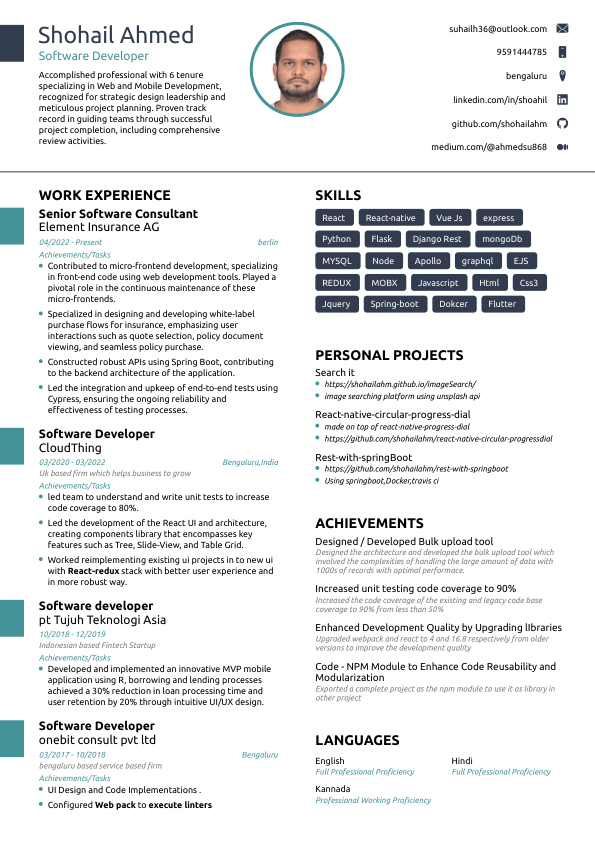 Shohail Ahmed
Software Developer
Accomplished professional with 6 tenure
specializing in Web and Mobile Development,
recognized for strategic design leadership and
meticulous project planning. Proven track
record in guiding teams through successful
project completion, including comprehensive
review activities.
suhailh36@outlook.com
9591444785
bengaluru
linkedin.com/in/shoahil
github.com/shohailahm
medium.com/@ahmedsu868
WORK EXPERIENCE
Senior Software Consultant
Element Insurance AG
04/2022 - Present
berlin
Achievements/Tasks
Contributed to micro-frontend development, specializing
in front-end code using web development tools. Played a
pivotal role in the continuous maintenance of these
micro-frontends.
Specialized in designing and developing white-label
purchase flows for insurance, emphasizing user
interactions such as quote selection, policy document
viewing, and seamless policy purchase.
Constructed robust APIs using Spring Boot, contributing
to the backend architecture of the application.
Led the integration and upkeep of end-to-end tests using
Cypress, ensuring the ongoing reliability and
effectiveness of testing processes.
Software Developer
CloudThing
03/2020 - 03/2022
Bengaluru,India
Uk based firm which helps business to grow
Achievements/Tasks
led team to understand and write unit tests to increase
code coverage to 80%.
Led the development of the React UI and architecture,
creating components library that encompasses key
features such as Tree, Slide-View, and Table Grid.
Worked reimplementing existing ui projects in to new ui
with React-redux stack with better user experience and
in more robust way.
Software developer
pt Tujuh Teknologi Asia
10/2018 - 12/2019
Indonesian based Fintech Startup
Achievements/Tasks
Developed and implemented an innovative MVP mobile
application using R, borrowing and lending processes
achieved a 30% reduction in loan processing time and
user retention by 20% through intuitive UI/UX design.
Software Developer
onebit consult pvt ltd
03/2017 - 10/2018
Bengaluru
bengaluru based service based firm
Achievements/Tasks
UI Design and Code Implementations .
Configured Web pack to execute linters
SKILLS
React React-native Vue Js express
Python Flask Django Rest mongoDb
MYSQL Node Apollo graphql EJS
REDUX MOBX Javascript Html Css3
Jquery Spring-boot Dokcer Flutter
PERSONAL PROJECTS
Search it
https://shohailahm.github.io/imageSearch/
image searching platform using unsplash api
React-native-circular-progress-dial
made on top of react-native-progress-dial
https://github.com/shohailahm/react-native-circular-progressdial
Rest-with-springBoot
https://github.com/shohailahm/rest-with-springboot
Using springboot,Docker,travis ci
ACHIEVEMENTS
Designed / Developed Bulk upload tool
Designed the architecture and developed the bulk upload tool which
involved the complexities of handling the large amount of data with
1000s of records with optimal performace.
Increased unit testing code coverage to 90%
Increased the code coverage of the existing and legacy code base
coverage to 90% from less than 50%
Enhanced Development Quality by Upgrading lIbraries
Upgraded webpack and react to 4 and 16.8 respectively from older
versions to improve the development quality
Code - NPM Module to Enhance Code Reusability and
Modularization
Exported a complete project as the npm module to use it as library in
other project
LANGUAGES
English
Full Professional Proficiency
Hindi
Full Professional Proficiency
Kannada
Professional Working Proficiency